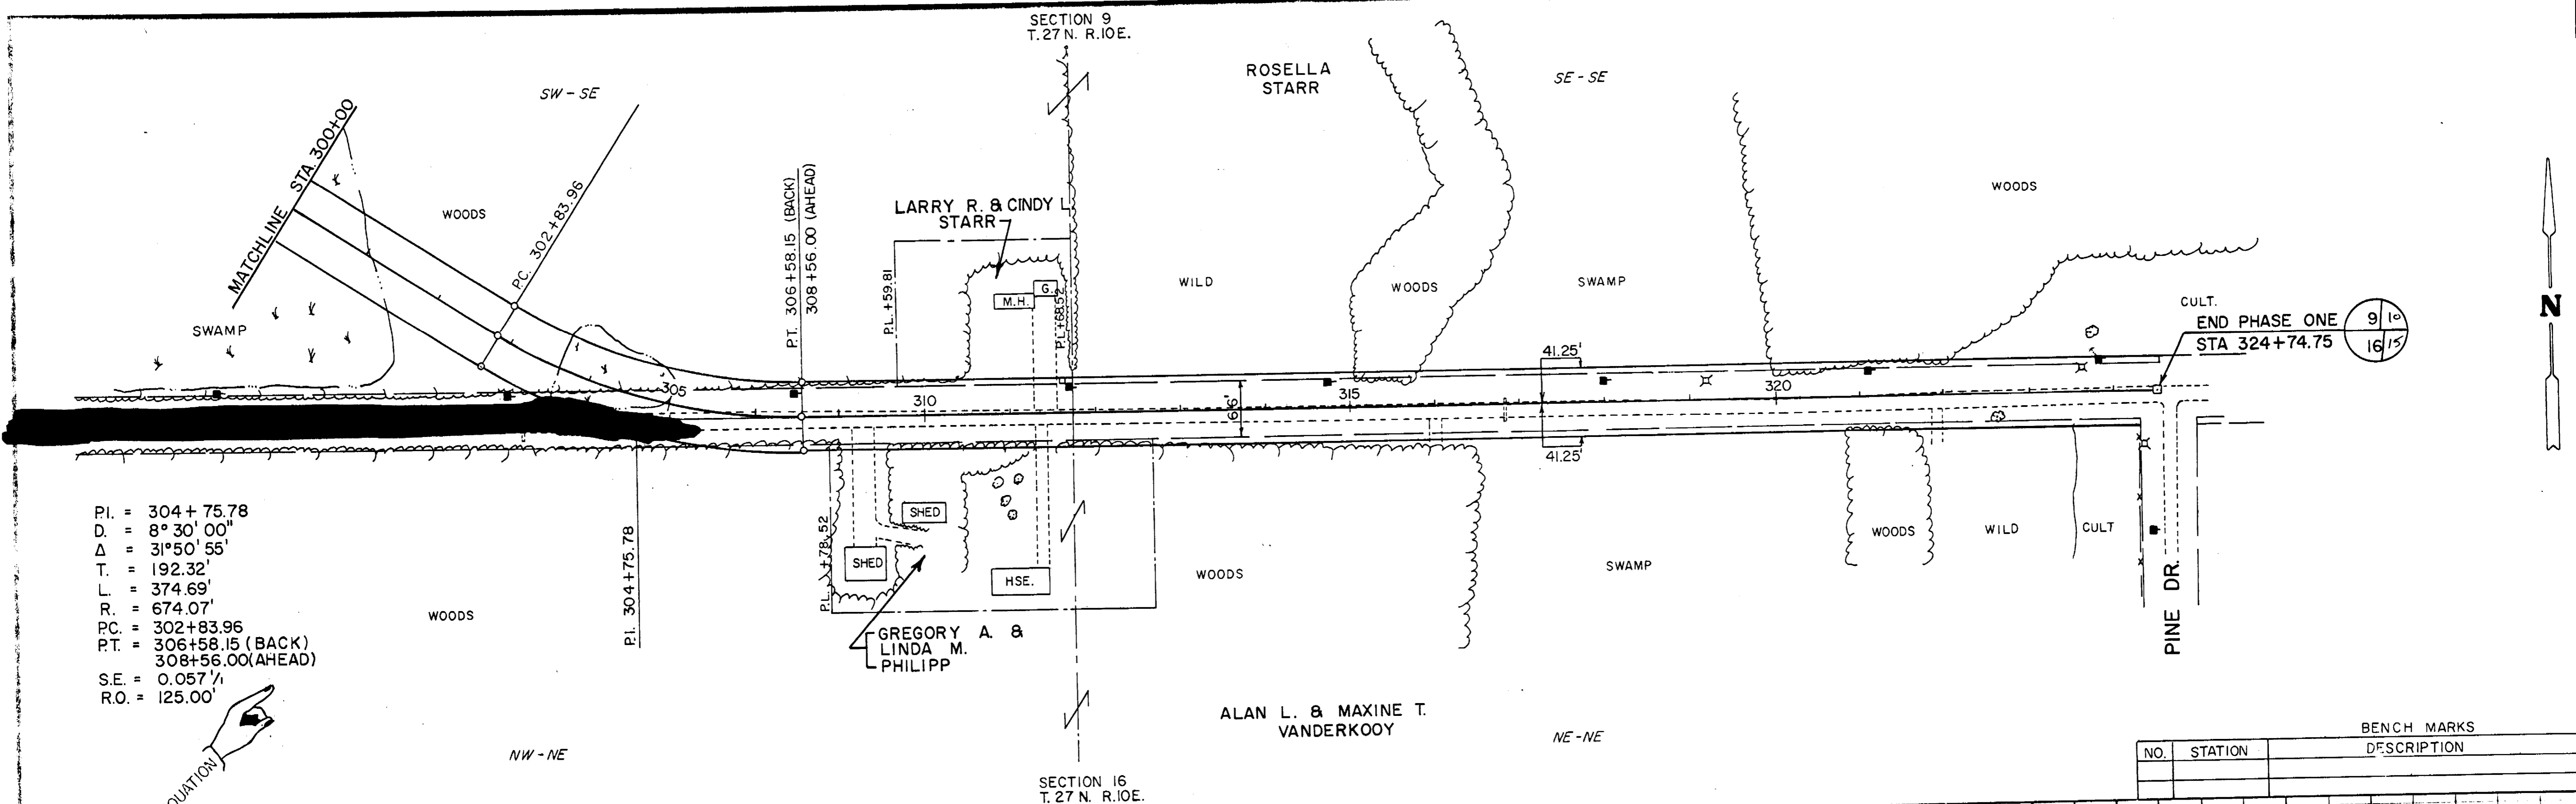 SECTION 9
T. 27 N. R. 10E.
ROSELLA
STARR
SE - SE
SW - SE
MATCHLINE STA. 300+00
WOODS
P.C. 302+83.96
P.T. 306+58.15 (BACK)
308+56.00 (AHEAD)
LARRY R. & CINDY L
STARR
P.L. +59.81
M.H.
G.
P.L. +68.52
WILD
WOODS
SWAMP
WOODS
N
SWAMP
CULT.
END PHASE ONE
STA 324+74.75
9 10
16 15
305
310
66'
315
41.25'
320
41.25'
P.I. = 304+ 75.78
D. = 8° 30' 00"
Δ = 31° 50' 55'
T. = 192.32'
L. = 374.69'
R. = 674.07'
P.C. = 302+83.96
P.T. = 306+58.15 (BACK)
308+56.00(AHEAD)
S.E. = 0.057 '/1
R.O. = 125.00'
P.I. 304+75.78
P.L. +78.52
SHED
SHED
HSE.
WOODS
SWAMP
WOODS
WILD
CULT
PINE DR.
WOODS
GREGORY A. &
LINDA M.
PHILIPP
ALAN L. & MAXINE T.
VANDERKOOY
NE - NE
NW - NE
SECTION 16
T. 27 N. R. 10E.
BENCH MARKS
NO. STATION DESCRIPTION